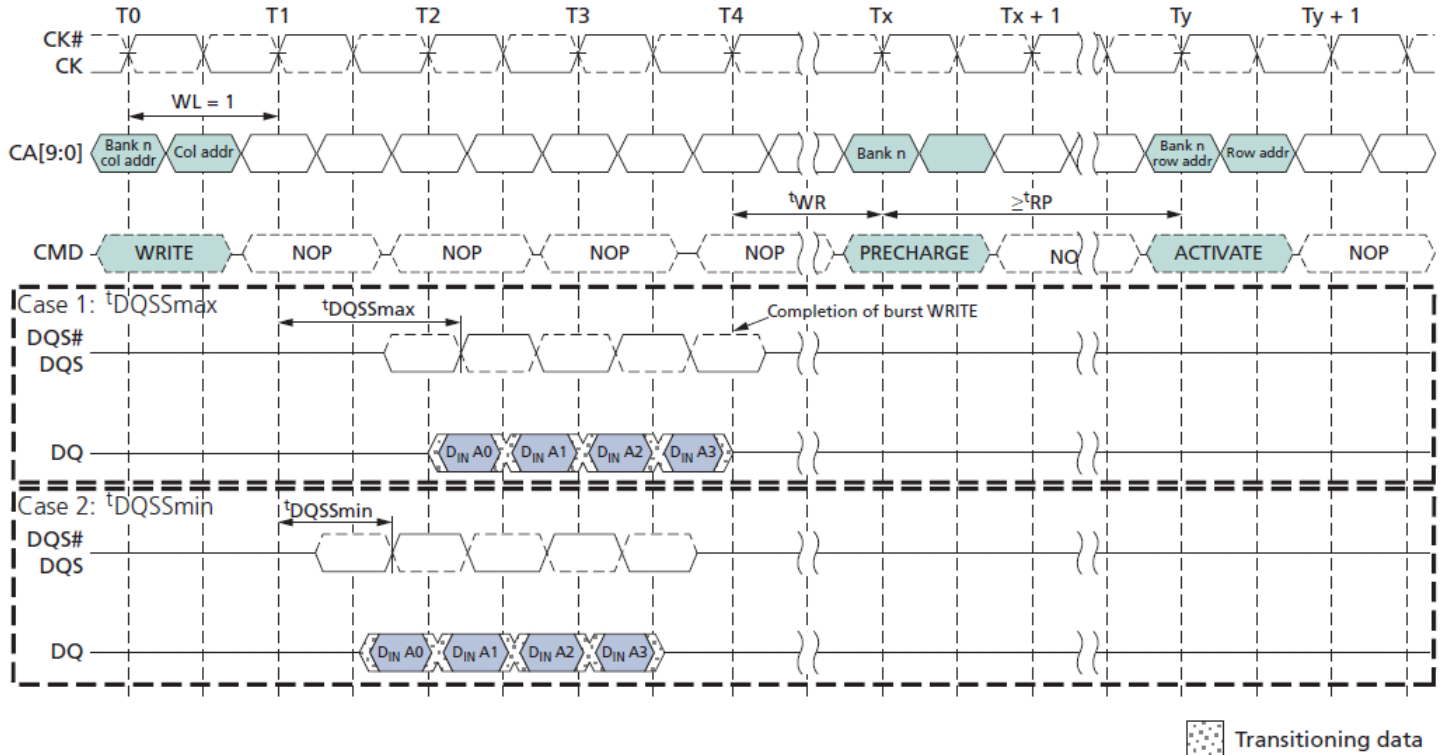 T0 T1 T2 T3 T4 Tx Tx + 1 Ty Ty + 1
CK#
CK
WL = 1
CA[9:0] Bank n col addr Col addr Bank n Bank n row addr Row addr
tWR ≥tRP
CMD WRITE NOP NOP NOP NOP PRECHARGE NO ACTIVATE NOP
Case 1: tDQSSmax
tDQSSmax
Completion of burst WRITE
DQS#
DQS
DQ DIN A0 DIN A1 DIN A2 DIN A3
Case 2: tDQSSmin
tDQSSmin
DQS#
DQS
DQ DIN A0 DIN A1 DIN A2 DIN A3
Transitioning data